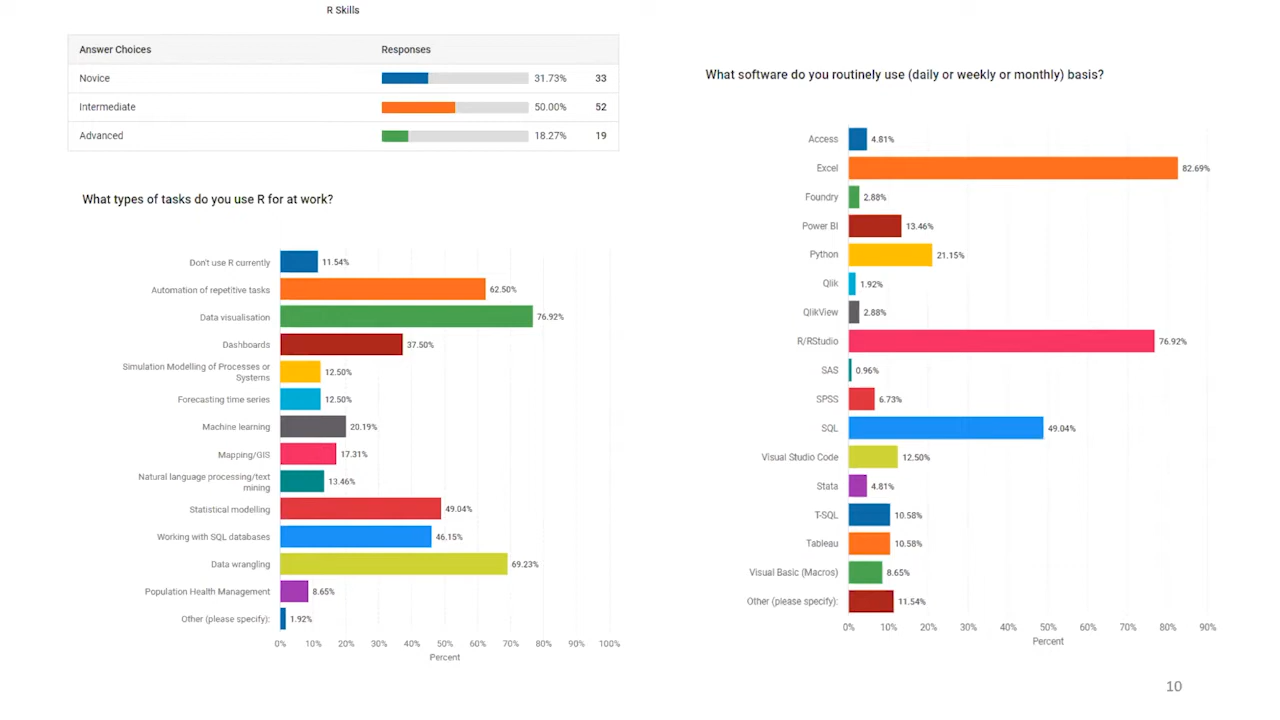 R Skills
Answer Choices Responses
Novice 31.73% 33
Intermediate 50.00% 52
Advanced 18.27% 19
What types of tasks do you use R for at work?
Don't use R currently 11.54%
Automation of repetitive tasks 62.50%
Data visualisation 76.92%
Dashboards 37.50%
Simulation Modelling of Processes or
Systems 12.50%
Forecasting time series 12.50%
Machine learning 20.19%
Mapping/GIS 17.31%
Natural language processing/text
mining 13.46%
Statistical modelling 49.04%
Working with SQL databases 46.15%
Data wrangling 69.23%
Population Health Management 8.65%
Other (please specify): 1.92%
0% 10% 20% 30% 40% 50% 60% 70% 80% 90% 100%
Percent
What software do you routinely use (daily or weekly or monthly) basis?
Access 4.81%
Excel 82.69%
Foundry 2.88%
Power BI 13.46%
Python 21.15%
Qlik 1.92%
QlikView 2.88%
R/RStudio 76.92%
SAS 0.96%
SPSS 6.73%
SQL 49.04%
Visual Studio Code 12.50%
Stata 4.81%
T-SQL 10.58%
Tableau 10.58%
Visual Basic (Macros) 8.65%
Other (please specify): 11.54%
0% 10% 20% 30% 40% 50% 60% 70% 80% 90%
Percent
10